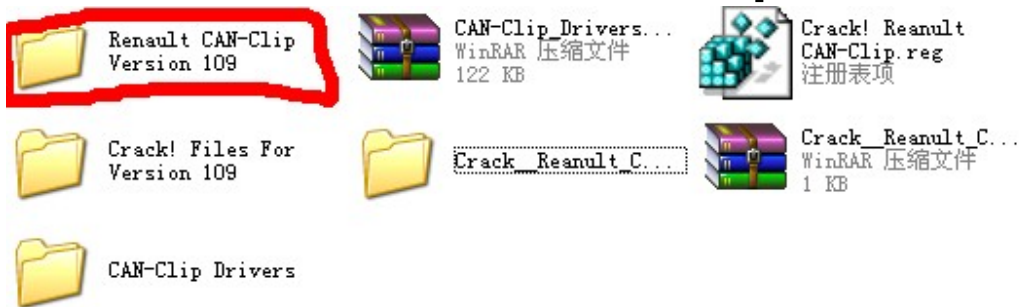 Renault CAN-Clip
Version 109
CAN-Clip_Drivers...
WinRAR 压缩文件
122 KB
Crack! Reanult
CAN-Clip.reg
注册表项
Crack! Files For
Version 109
Crack__Reanult_C...
Crack__Reanult_C...
WinRAR 压缩文件
1 KB
CAN-Clip Drivers